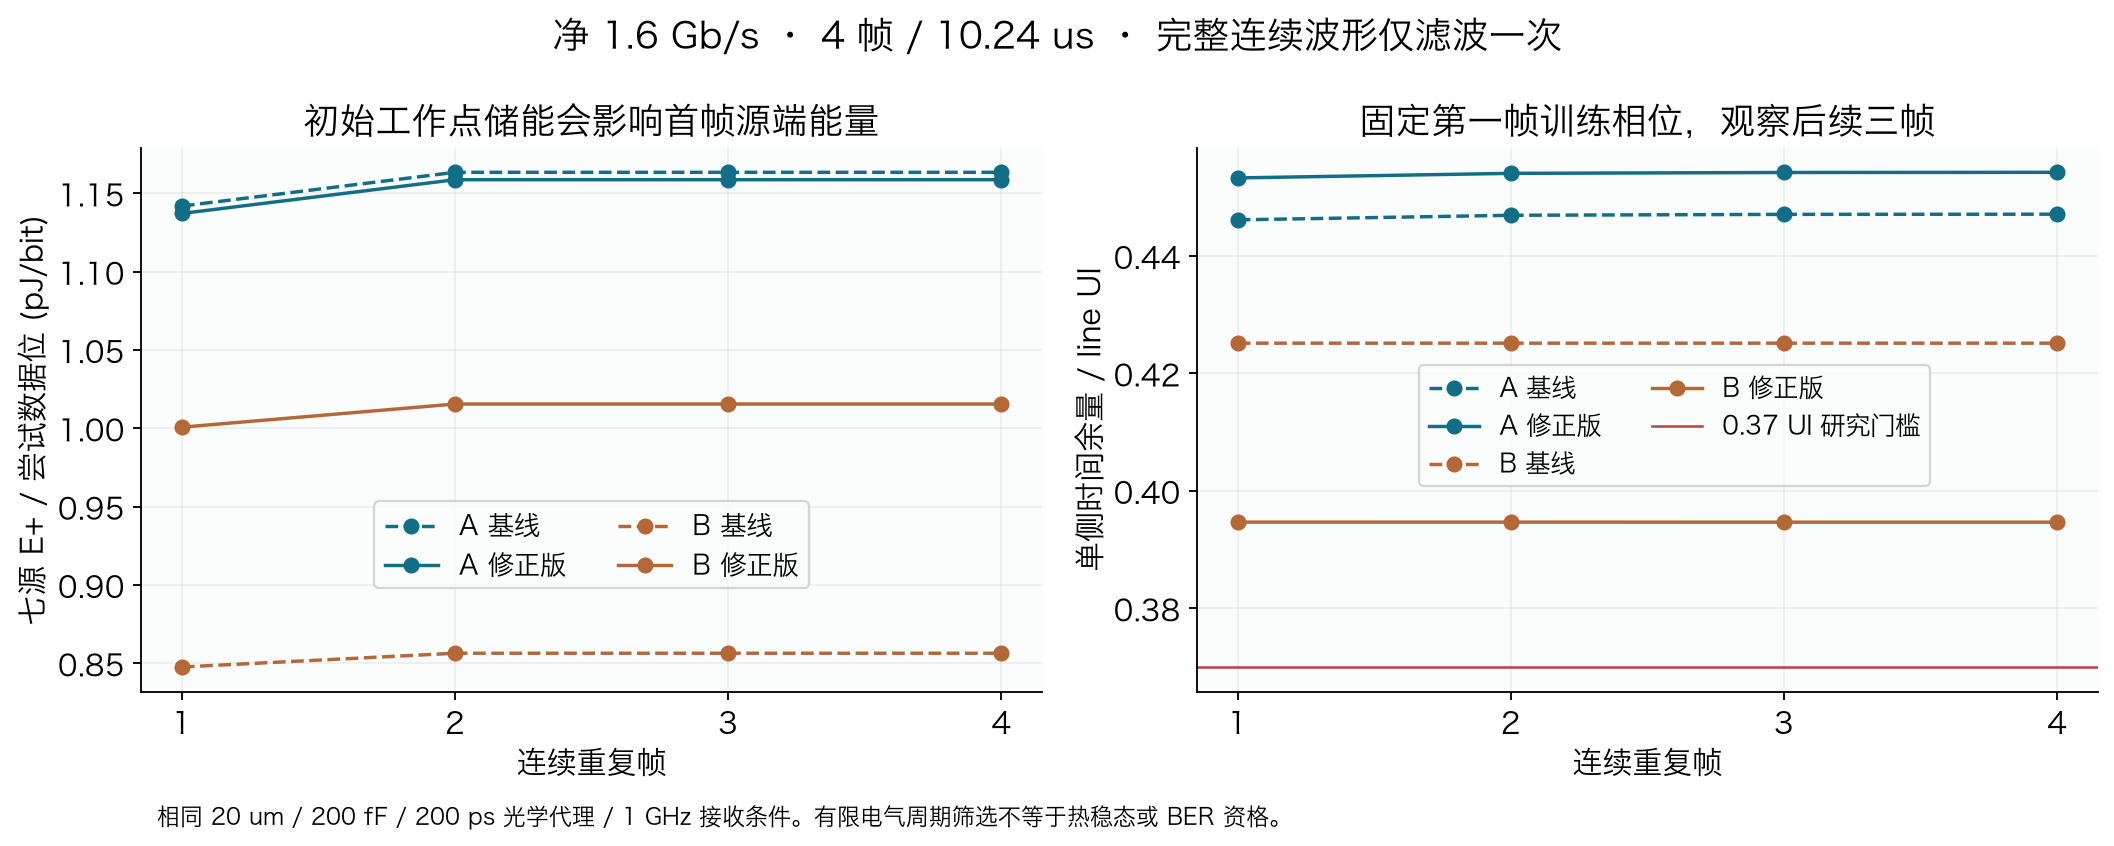 净 1.6 Gb/s · 4 帧 / 10.24 us · 完整连续波形仅滤波一次
初始工作点储能会影响首帧源端能量
七源 E+ / 尝试数据位 (pJ/bit)
1.15
1.10
1.05
1.00
0.95
0.90
0.85
A 基线
A 修正版
B 基线
B 修正版
1
2
3
4
连续重复帧
固定第一帧训练相位，观察后续三帧
单侧时间余量 / line UI
0.44
0.42
0.40
0.38
A 基线
A 修正版
B 基线
B 修正版
0.37 UI 研究门槛
1
2
3
4
连续重复帧
相同 20 um / 200 fF / 200 ps 光学代理 / 1 GHz 接收条件。有限电气周期筛选不等于热稳态或 BER 资格。